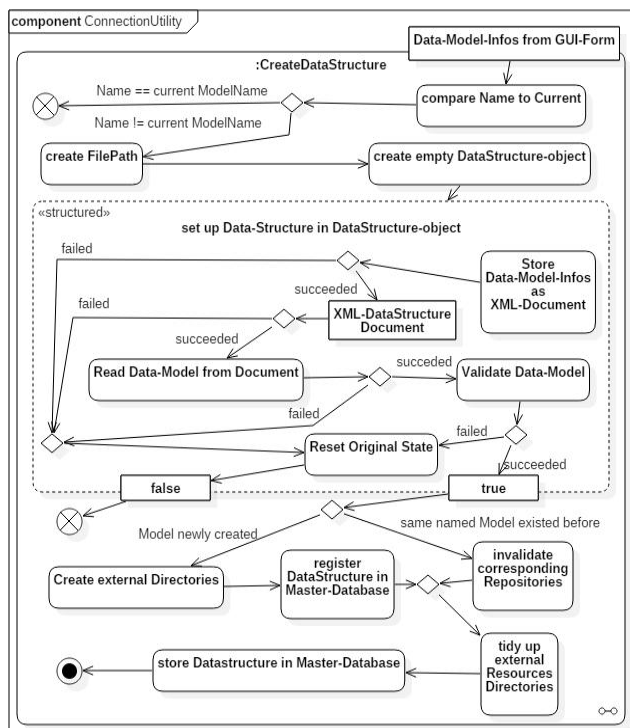 component ConnectionUtility
Data-Model-Infos from GUI-Form
:CreateDataStructure
Name == current ModelName
compare Name to Current
Name != current ModelName
create FilePath
create empty DataStructure-object
«structured»
set up Data-Structure in DataStructure-object
failed
Store
Data-Model-Infos
as
XML-Document
succeeded
failed
XML-DataStructure
Document
succeeded
Read Data-Model from Document
succeded
Validate Data-Model
failed
Reset Original State
failed
succeeded
false
true
Model newly created
same named Model existed before
Create external Directories
register
DataStructure in
Master-Database
invalidate
corresponding
Repositories
store Datastructure in Master-Database
tidy up
external
Resources
Directories